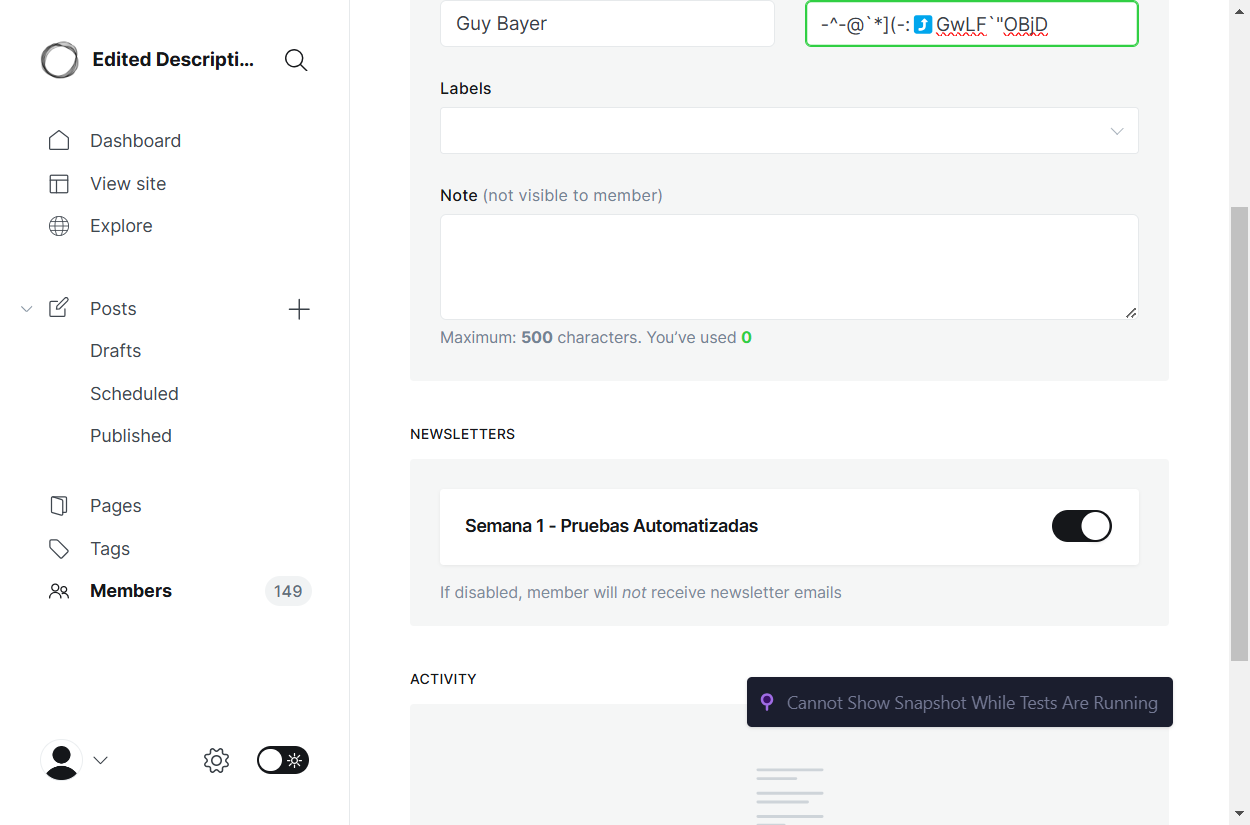 Edited Descripti...
Dashboard
View site
Explore
Posts
Drafts
Scheduled
Published
Pages
Tags
Members 149
Guy Bayer
-^-@`*](-:⤴️GwLF`"OBjD
Labels
Note (not visible to member)
Maximum: 500 characters. You’ve used 0
NEWSLETTERS
Semana 1 - Pruebas Automatizadas
If disabled, member will not receive newsletter emails
ACTIVITY
Cannot Show Snapshot While Tests Are Running